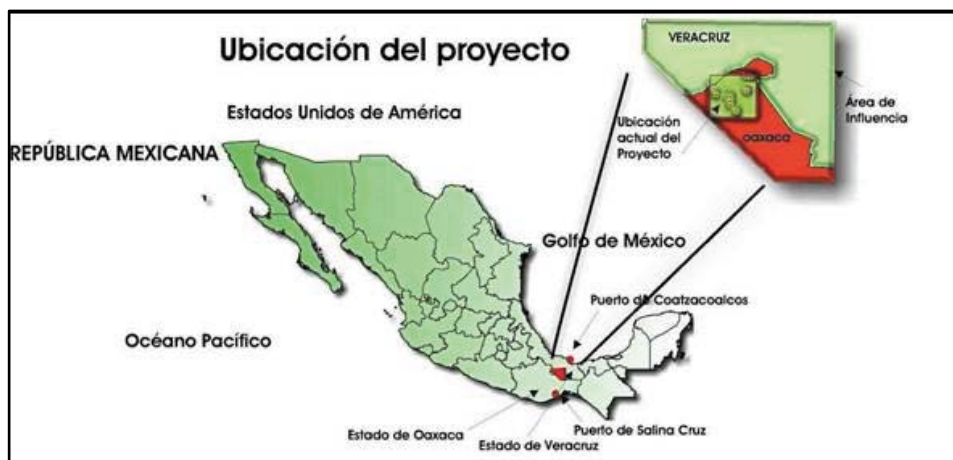 Ubicación del proyecto
VERACRUZ
Área de
Influencia
Ubicación
actual del
Proyecto
OAXACA
Estados Unidos de América
REPÚBLICA MEXICANA
Golfo de México
Puerto de Coatzacoalcos
Océano Pacífico
Estado de Oaxaca
Estado de Veracruz
Puerto de Salina Cruz